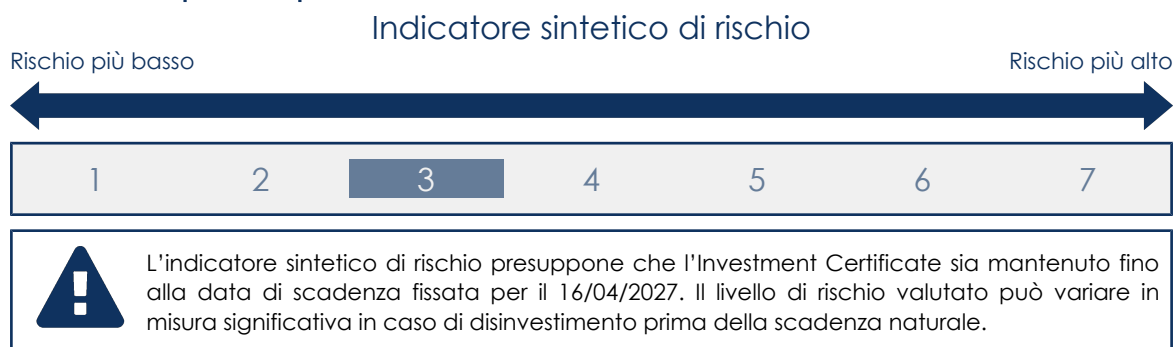 Indicatore sintetico di rischio
Rischio più basso Rischio più alto
1 2 3 4 5 6 7
L'indicatore sintetico di rischio presuppone che l'Investment Certificate sia mantenuto fino
alla data di scadenza fissata per il 16/04/2027. Il livello di rischio valutato può variare in
misura significativa in caso di disinvestimento prima della scadenza naturale.